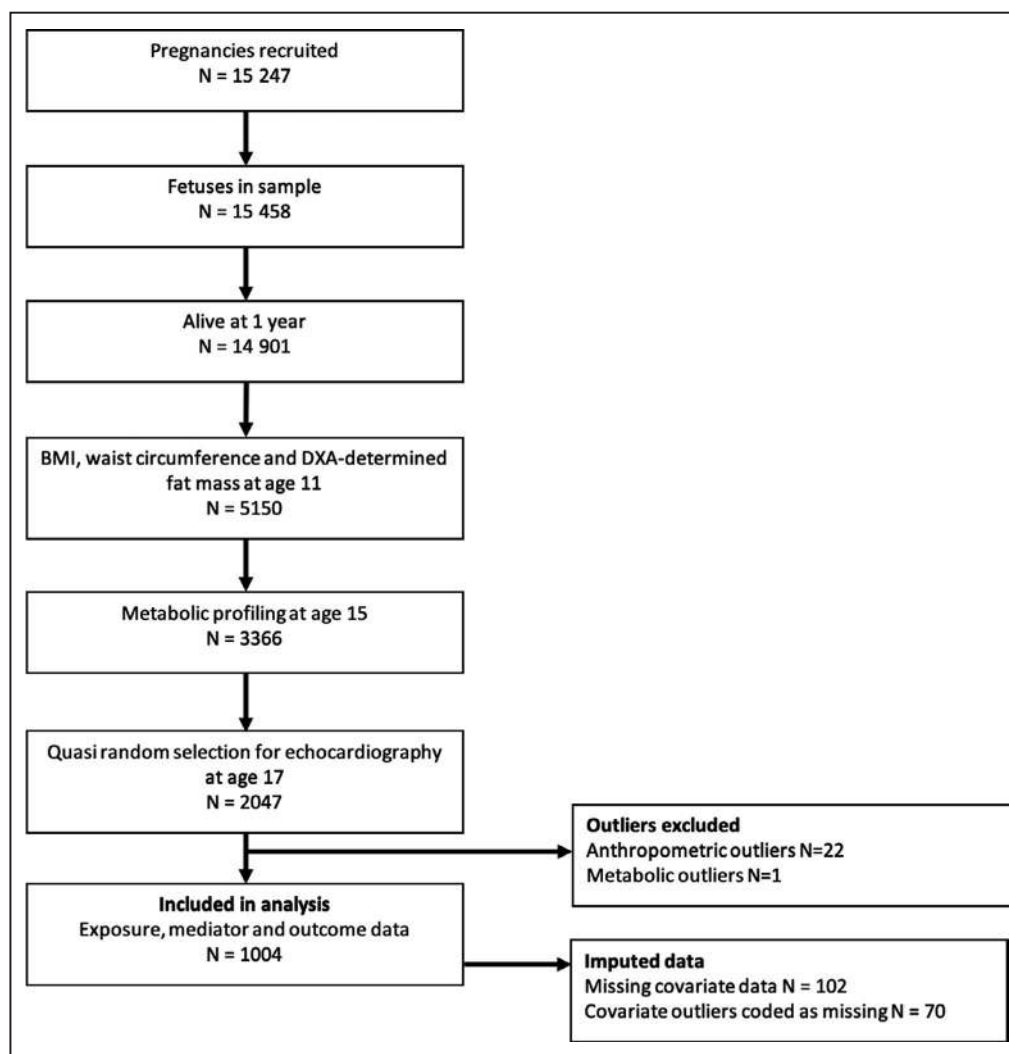 Pregnancies recruited
N = 15 247
Fetuses in sample
N = 15 458
Alive at 1 year
N = 14 901
BMI, waist circumference and DXA-determined
fat mass at age 11
N = 5150
Metabolic profiling at age 15
N = 3366
Quasi random selection for echocardiography
at age 17
N = 2047
Outliers excluded
Anthropometric outliers N=22
Metabolic outliers N=1
Included in analysis
Exposure, mediator and outcome data
N = 1004
Imputed data
Missing covariate data N = 102
Covariate outliers coded as missing N = 70